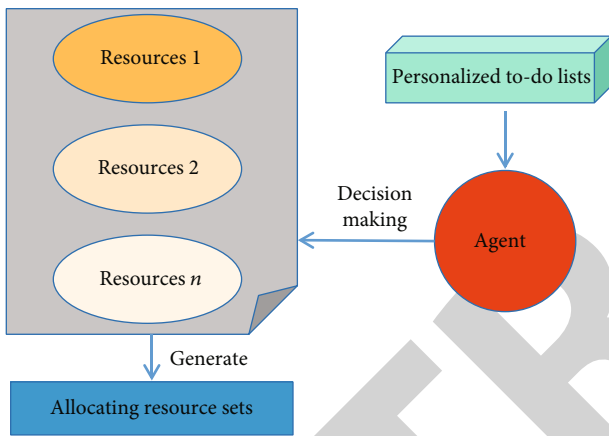 Resources 1
Personalized to-do lists
Resources 2
Decision
making
Agent
Resources n
Generate
Allocating resource sets